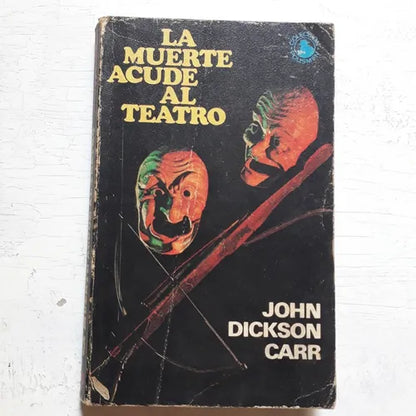 LA
MUERTE
ACUDE
AL
TEATRO
JOHN
DICKSON
CARR